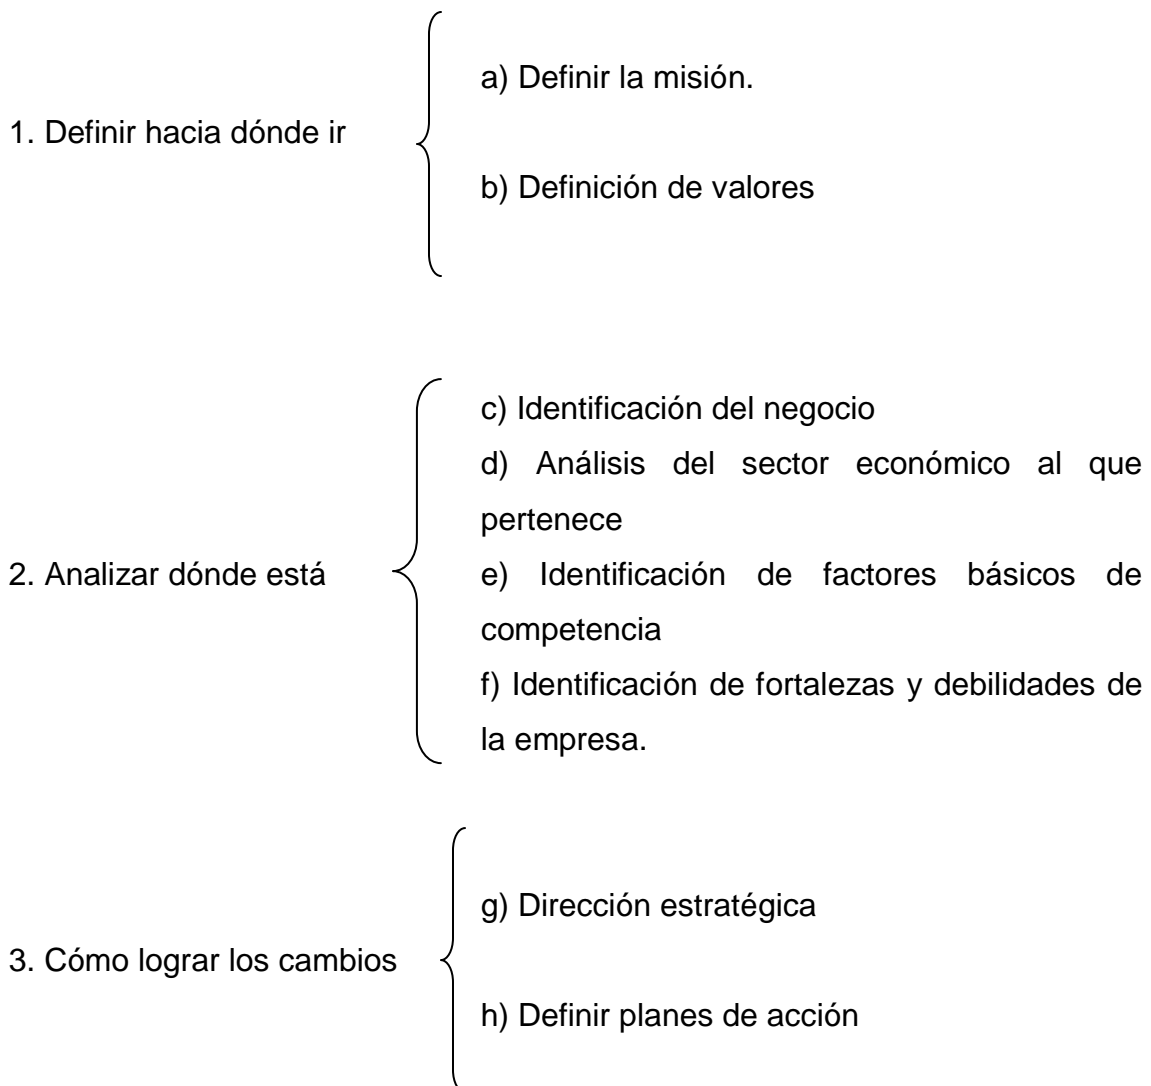 1. Definir hacia dónde ir
a) Definir la misión.
b) Definición de valores
2. Analizar dónde está
c) Identificación del negocio
d) Análisis del sector económico al que
pertenece
e) Identificación de factores básicos de
competencia
f) Identificación de fortalezas y debilidades de
la empresa.
3. Cómo lograr los cambios
g) Dirección estratégica
h) Definir planes de acción